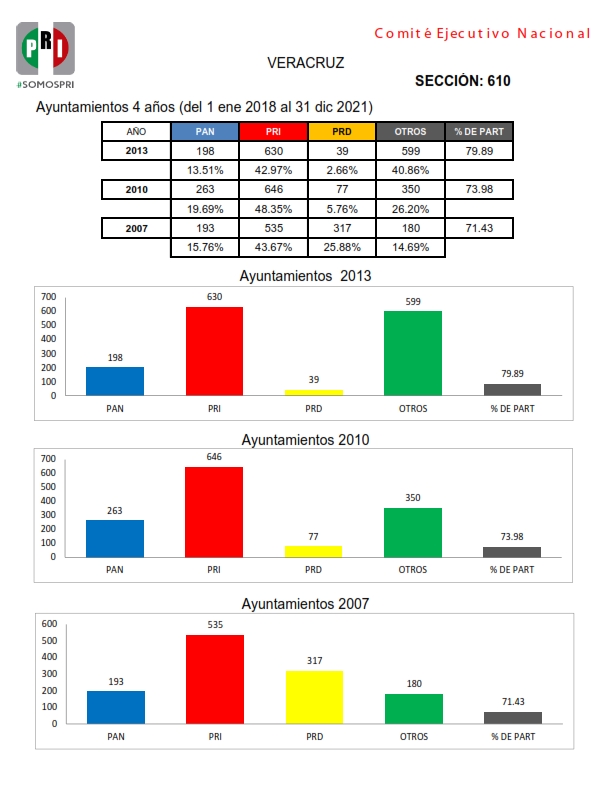 Comité Ejecutivo Nacional
PRI
#SOMOSPRI
VERACRUZ
SECCIÓN: 610
Ayuntamientos 4 años (del 1 ene 2018 al 31 dic 2021)
AÑO PAN PRI PRD OTROS % DE PART
2013 198 630 39 599 79.89
13.51% 42.97% 2.66% 40.86%
2010 263 646 77 350 73.98
19.69% 48.35% 5.76% 26.20%
2007 193 535 317 180 71.43
15.76% 43.67% 25.88% 14.69%
Ayuntamientos 2013
700
600
500
400
300
200
100
0
198 630 39 599 79.89
PAN PRI PRD OTROS % DE PART
Ayuntamientos 2010
700
600
500
400
300
200
100
0
263 646 77 350 73.98
PAN PRI PRD OTROS % DE PART
Ayuntamientos 2007
600
500
400
300
200
100
0
193 535 317 180 71.43
PAN PRI PRD OTROS % DE PART